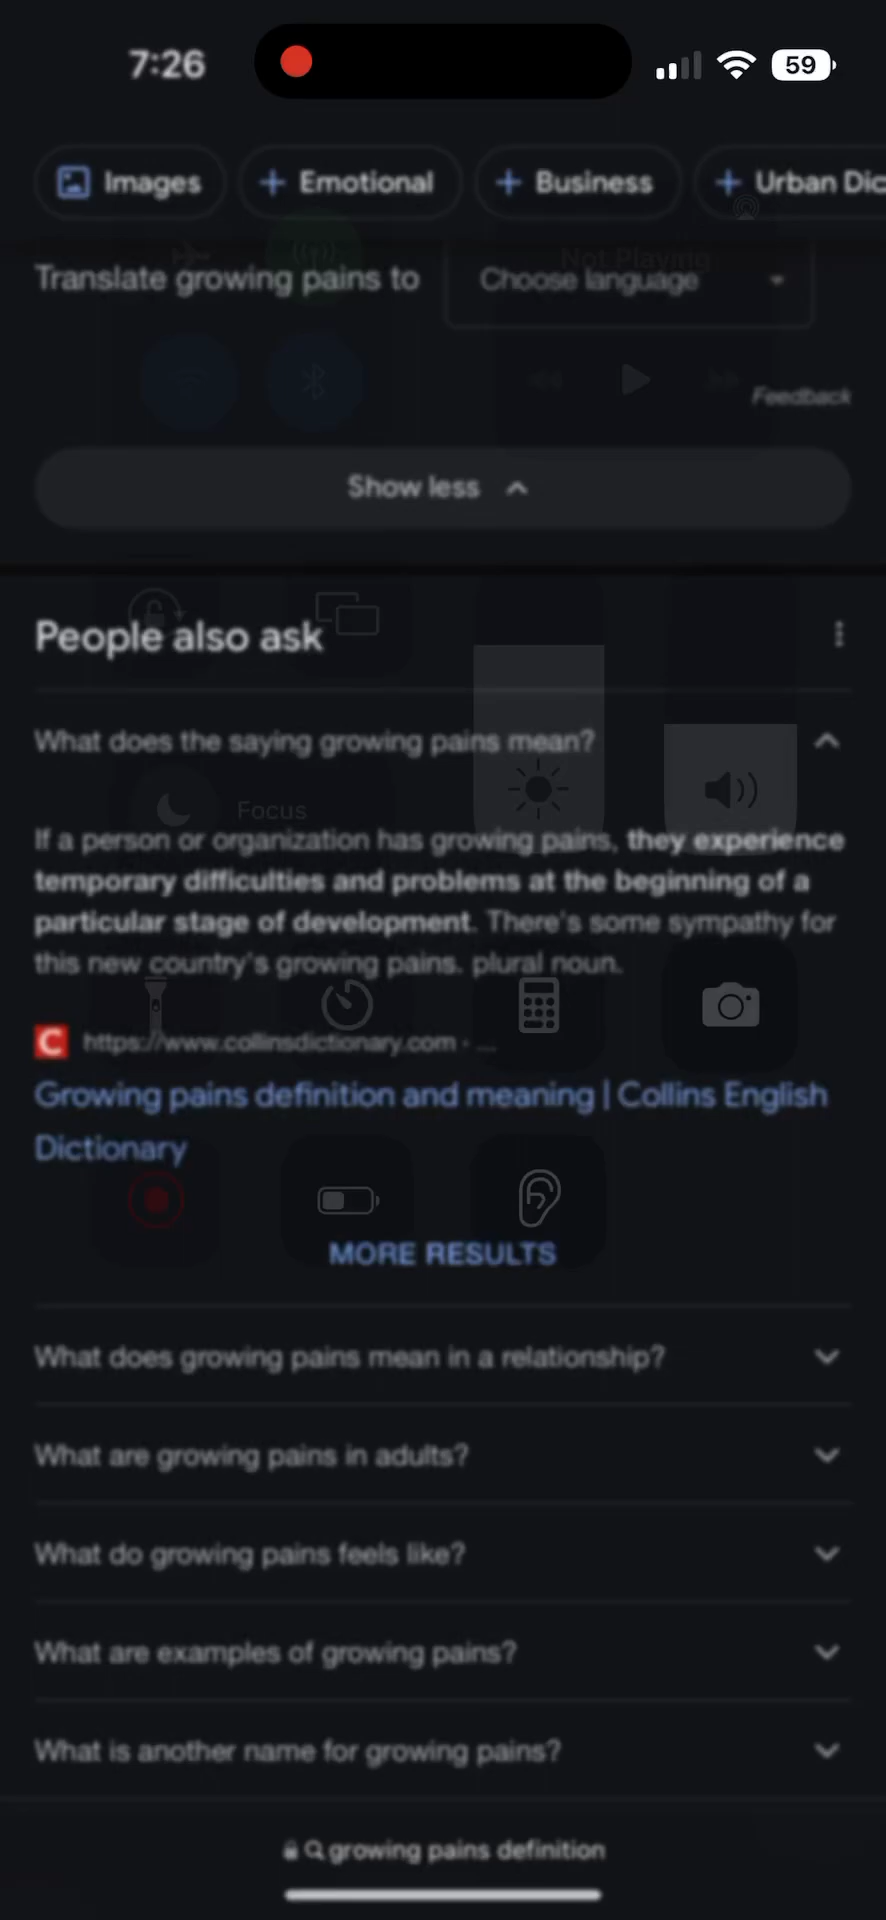 7:26
59
Images
Emotional
Business
Urban Dic
Not Playing
Translate growing pains to
Choose language
Feedback
Show less
People also ask
What does the saying growing pains mean?
Focus
If a person or organization has growing pains, they experience
temporary difficulties and problems at the beginning of a
particular stage of development. There's some sympathy for
this new country's growing pains. plural noun.
C
https://www.collinsdictionary.com · ...
Growing pains definition and meaning | Collins English
Dictionary
MORE RESULTS
What does growing pains mean in a relationship?
What are growing pains in adults?
What do growing pains feels like?
What are examples of growing pains?
What is another name for growing pains?
growing pains definition